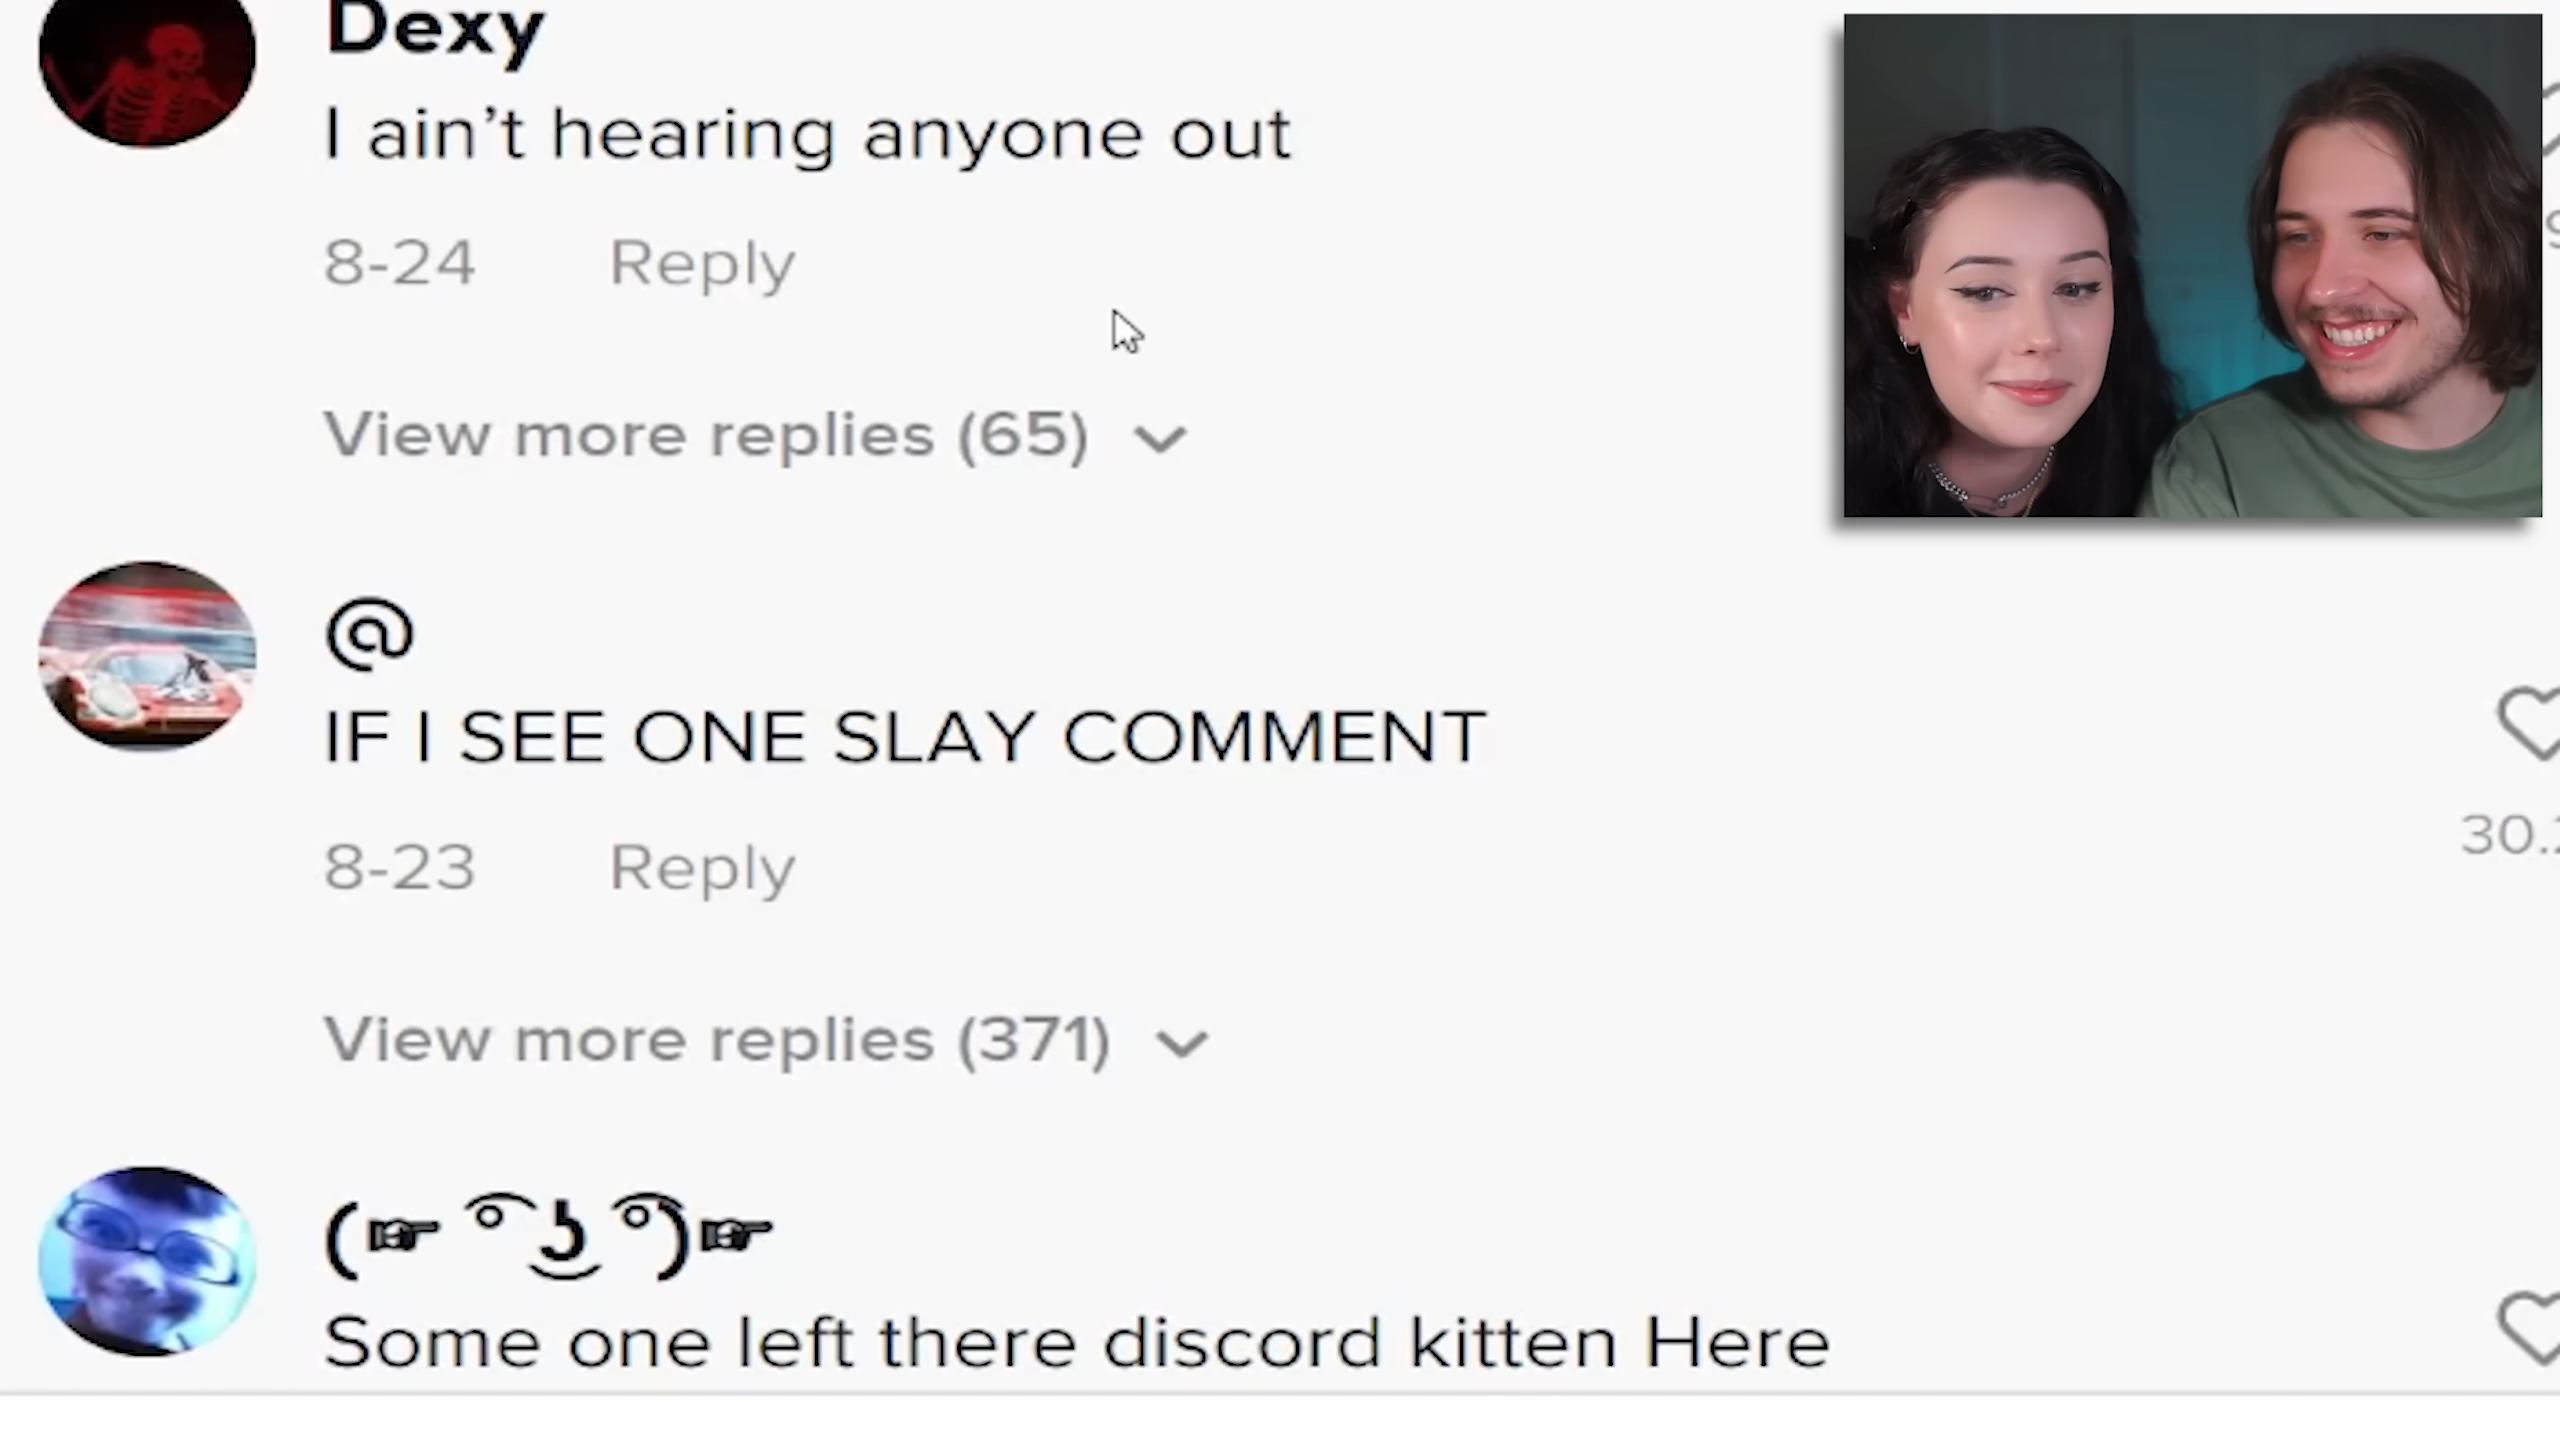 Dexy
I ain't hearing anyone out
8-24 Reply
View more replies (65)
@
IF I SEE ONE SLAY COMMENT
8-23 Reply
View more replies (371)
(☞ ͡° ͜ʖ ͡°)☞
Some one left there discord kitten Here